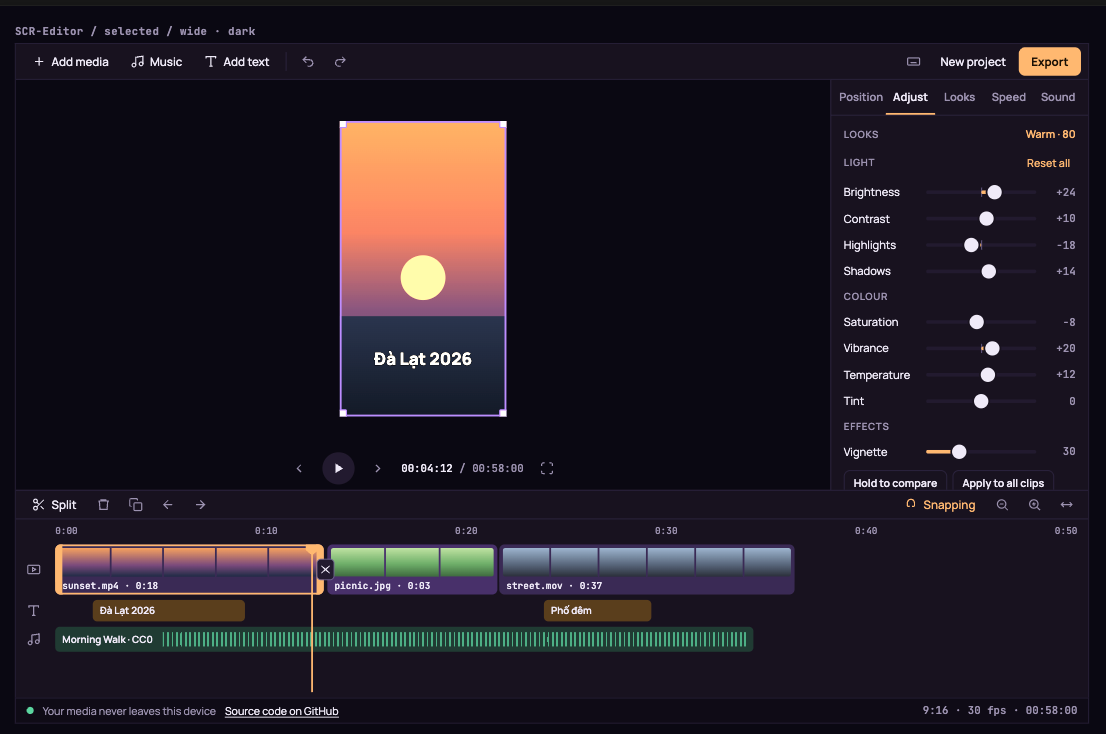 SCR-Editor / selected / wide · dark
Add media Music Add text New project Export
Position Adjust Looks Speed Sound
LOOKS Warm · 80
LIGHT Reset all
Brightness +24
Contrast +10
Highlights -18
Shadows +14
COLOUR
Saturation -8
Vibrance +20
Temperature +12
Tint 0
EFFECTS
Vignette 30
Hold to compare Apply to all clips
Đà Lạt 2026
00:04:12 / 00:58:00
Split Snapping
0:00 0:10 0:20 0:30 0:40 0:50
sunset.mp4 · 0:18 picnic.jpg · 0:03 street.mov · 0:37
Đà Lạt 2026 Phố đêm
Morning Walk · CC0
Your media never leaves this device Source code on GitHub 9:16 · 30 fps · 00:58:00